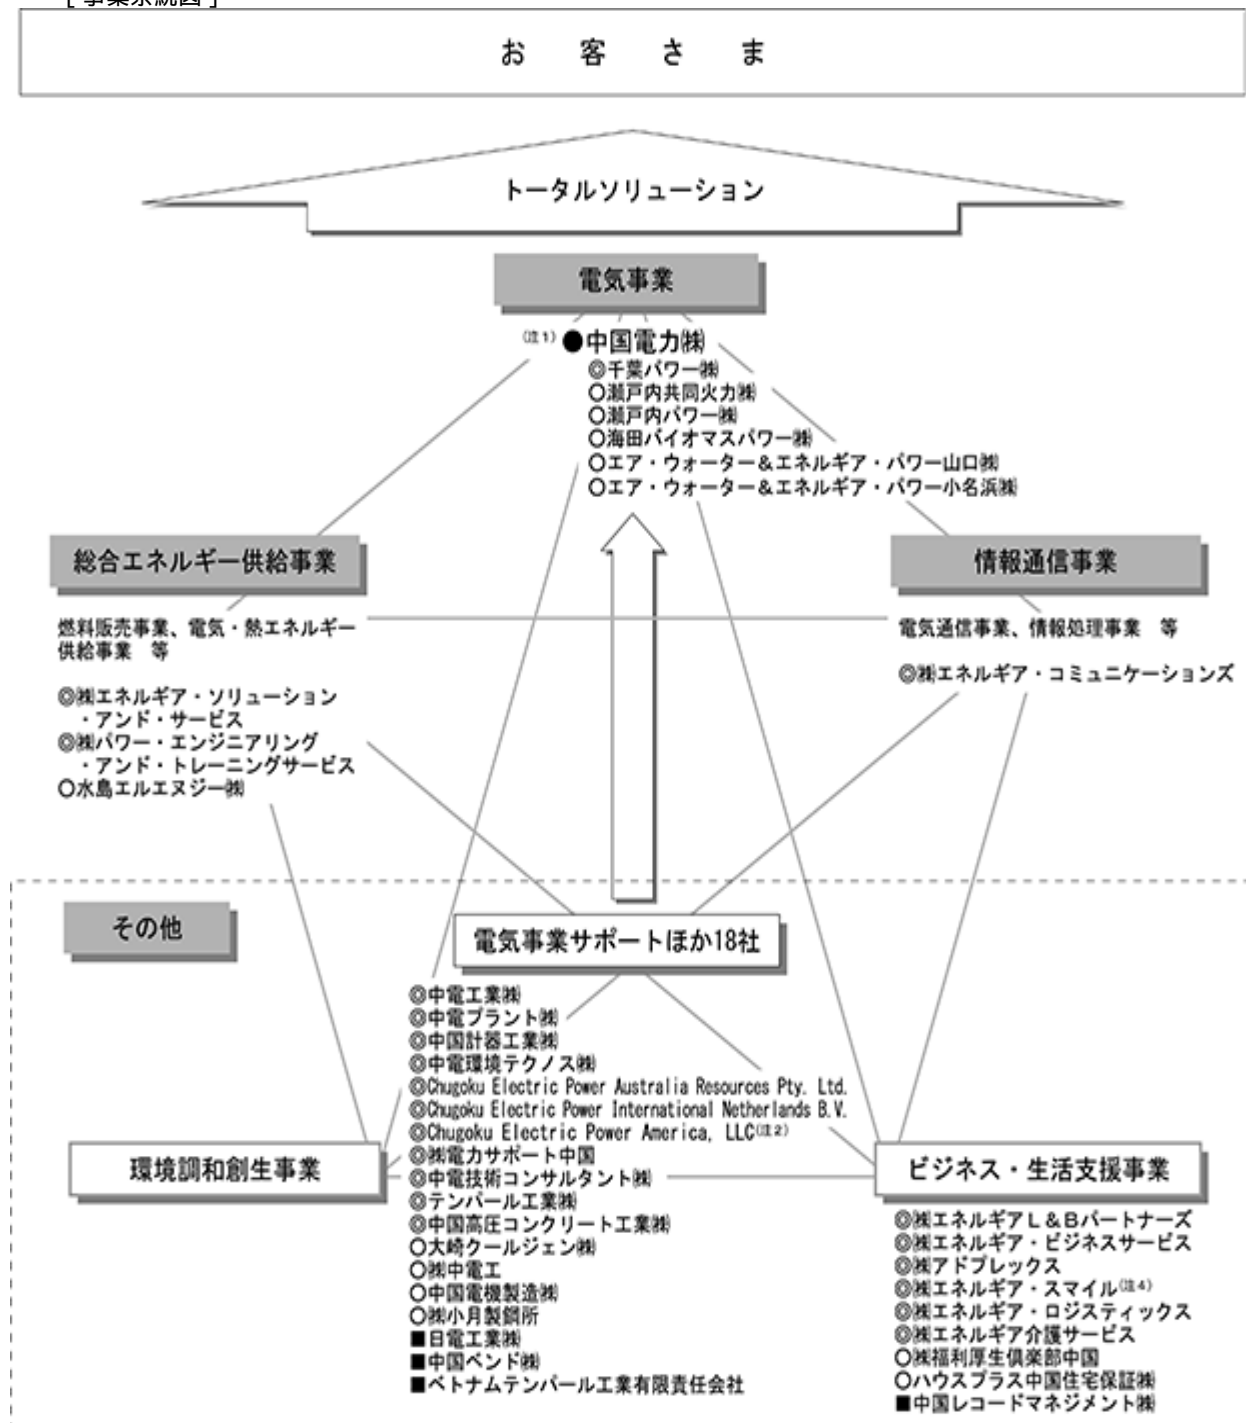 [ 事業系統図 ]
お客さま
トータルソリューション
電気事業
(注1) ●中国電力㈱
◎千葉パワー㈱
○瀬戸内共同火力㈱
○瀬戸内パワー㈱
○海田バイオマスパワー㈱
○エア・ウォーター＆エネルギア・パワー山口㈱
○エア・ウォーター＆エネルギア・パワー小名浜㈱
総合エネルギー供給事業
燃料販売事業、電気・熱エネルギー
供給事業　等
◎㈱エネルギア・ソリューション
・アンド・サービス
◎㈱パワー・エンジニアリング
・アンド・トレーニングサービス
○水島エルエヌジー㈱
情報通信事業
電気通信事業、情報処理事業　等
◎㈱エネルギア・コミュニケーションズ
その他
電気事業サポートほか18社
◎中電工業㈱
◎中電プラント㈱
◎中国計器工業㈱
◎中電環境テクノス㈱
◎Chugoku Electric Power Australia Resources Pty. Ltd.
◎Chugoku Electric Power International Netherlands B.V.
◎Chugoku Electric Power America, LLC(注2)
◎㈱電力サポート中国
◎中電技術コンサルタント㈱
◎テンパール工業㈱
◎中国高圧コンクリート工業㈱
○大崎クールジェン㈱
○㈱中電工
○中国電機製造㈱
○㈱小月製鋼所
■日電工業㈱
■中国ベンド㈱
■ベトナムテンパール工業有限責任会社
環境調和創生事業
ビジネス・生活支援事業
◎㈱エネルギアＬ＆Ｂパートナーズ
◎㈱エネルギア・ビジネスサービス
◎㈱アドプレックス
◎㈱エネルギア・スマイル(注4)
◎㈱エネルギア・ロジスティックス
◎㈱エネルギア介護サービス
○㈱福利厚生倶楽部中国
○ハウスプラス中国住宅保証㈱
■中国レコードマネジメント㈱